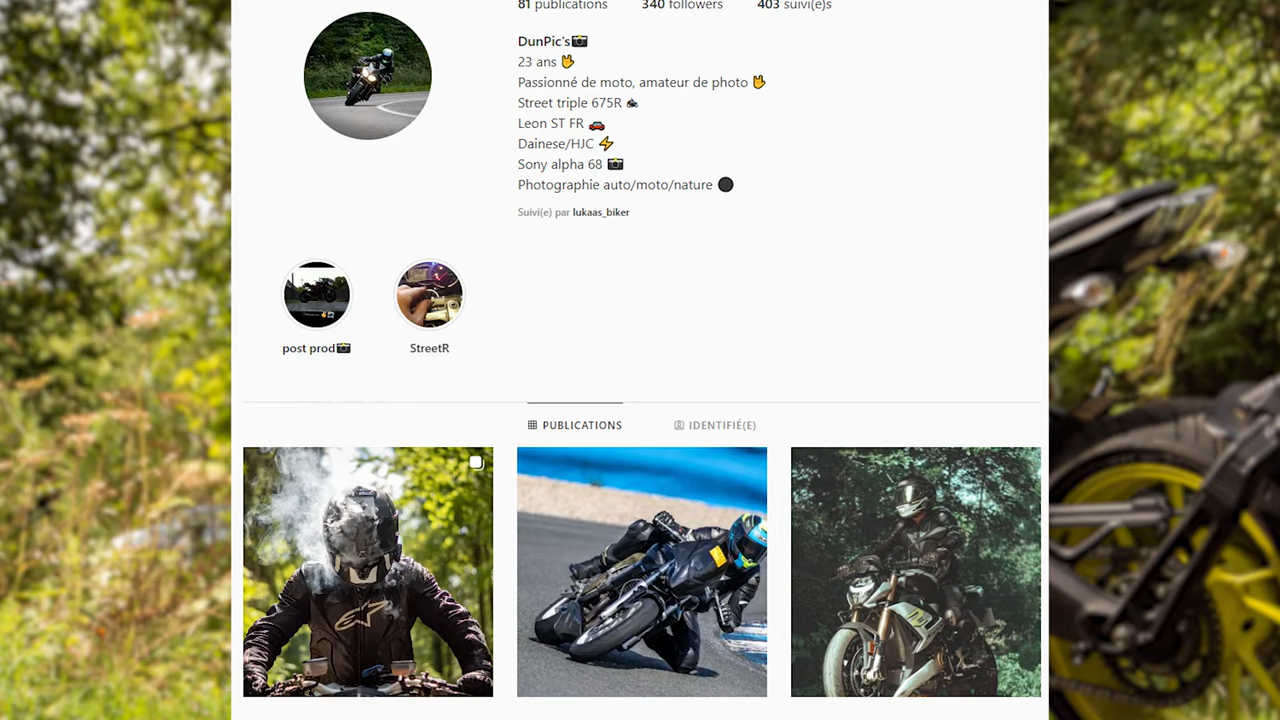 81 publications 340 followers 403 suivi(e)s
DunPic's📷
23 ans 🤟
Passionné de moto, amateur de photo 🤟
Street triple 675R 🏍
Leon ST FR 🚗
Dainese/HJC ⚡
Sony alpha 68 📷
Photographie auto/moto/nature ⚫
Suivi(e) par lukaas_biker
post prod📷 StreetR
PUBLICATIONS IDENTIFIÉ(E)